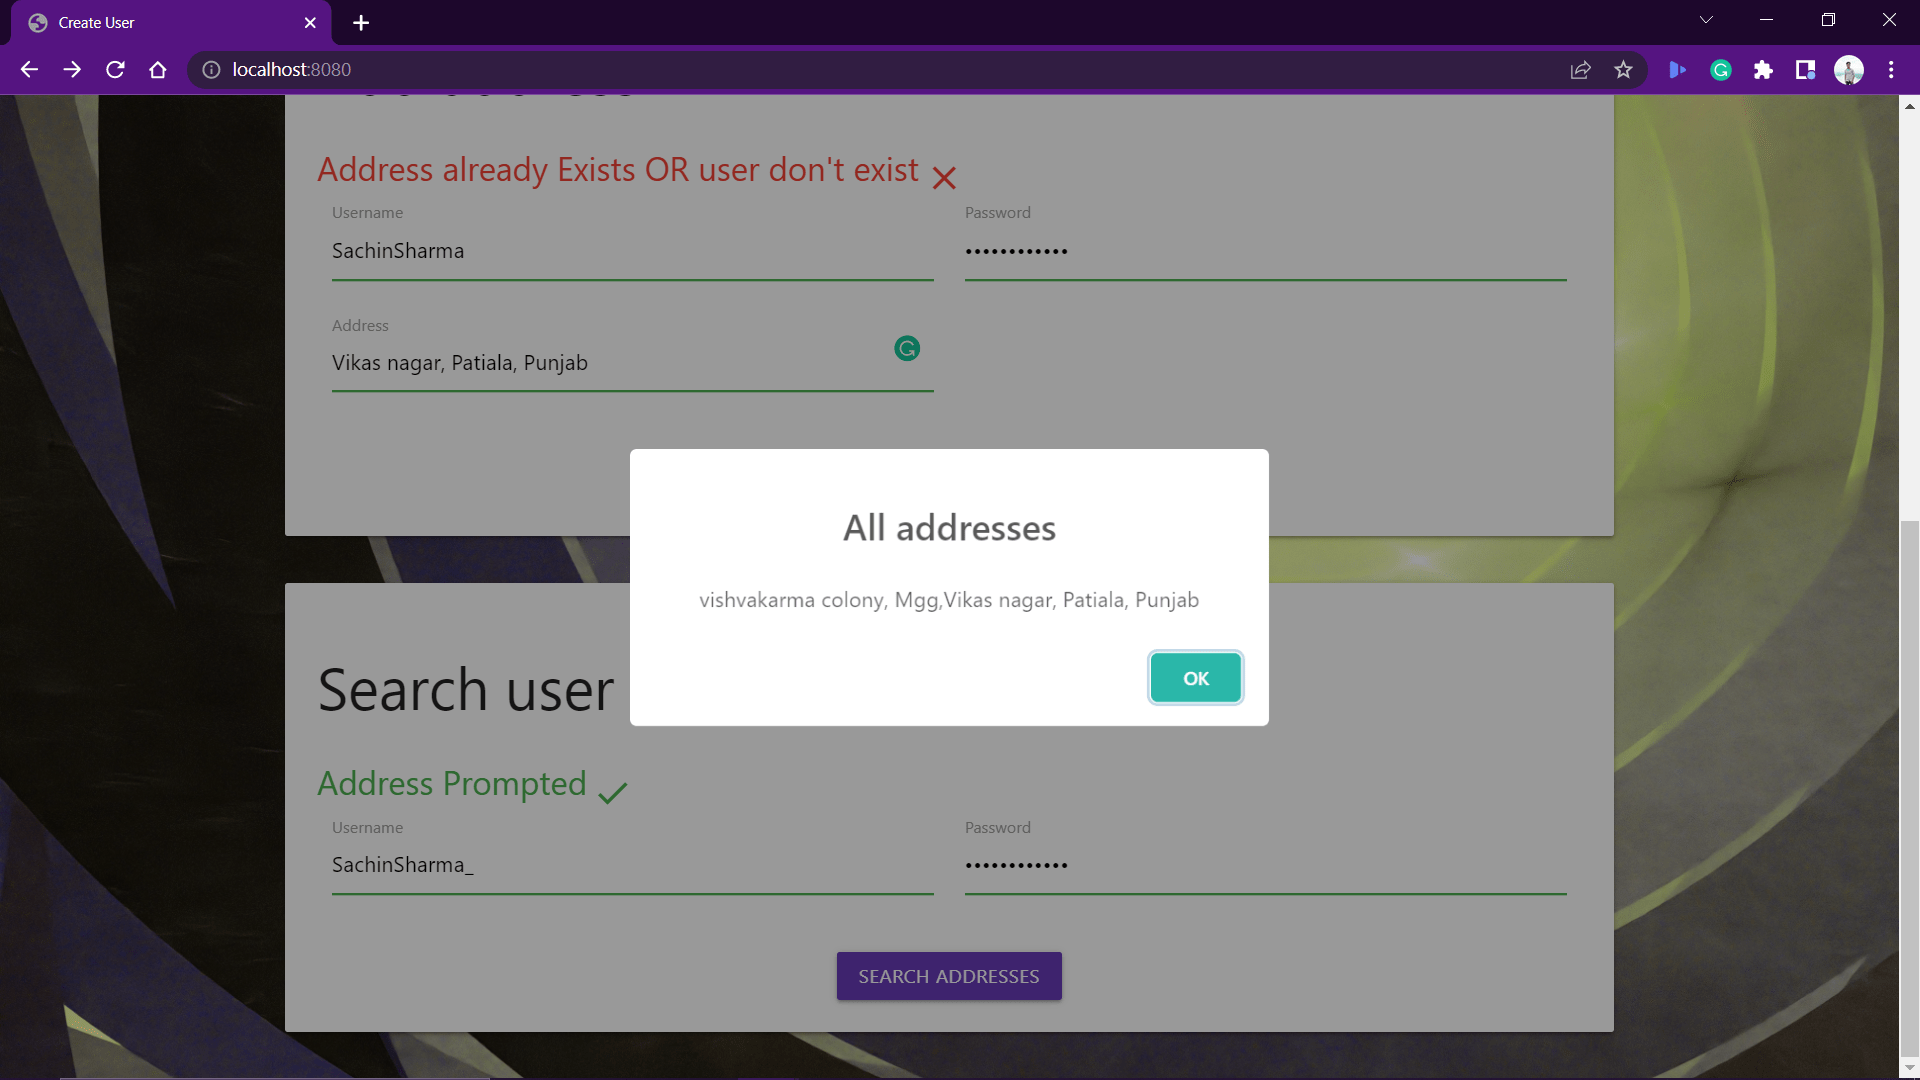 Create User
localhost:8080
Address already Exists OR user don't exist
Username
Password
SachinSharma
••••••••••••
Address
Vikas nagar, Patiala, Punjab
All addresses
vishvakarma colony, Mgg,Vikas nagar, Patiala, Punjab
OK
Search user
Address Prompted
Username
Password
SachinSharma_
••••••••••••
SEARCH ADDRESSES